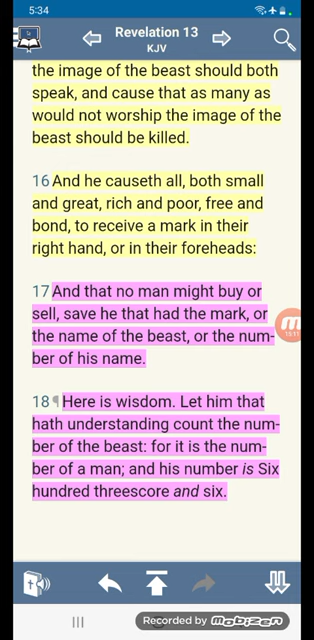 5:34
Revelation 13
KJV
the image of the beast should both
speak, and cause that as many as
would not worship the image of the
beast should be killed.
16 And he causeth all, both small
and great, rich and poor, free and
bond, to receive a mark in their
right hand, or in their foreheads:
17 And that no man might buy or
sell, save he that had the mark, or
the name of the beast, or the num-
ber of his name.
18 ¶ Here is wisdom. Let him that
hath understanding count the num-
ber of the beast: for it is the num-
ber of a man; and his number is Six
hundred threescore and six.
Recorded by mobizen